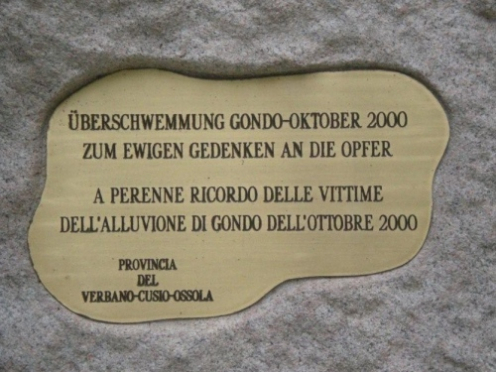 ÜBERSCHWEMMUNG GONDO-OKTOBER 2000
ZUM EWIGEN GEDENKEN AN DIE OPFER
A PERENNE RICORDO DELLE VITTIME
DELL'ALLUVIONE DI GONDO DELL'OTTOBRE 2000
PROVINCIA
DEL
VERBANO-CUSIO-OSSOLA